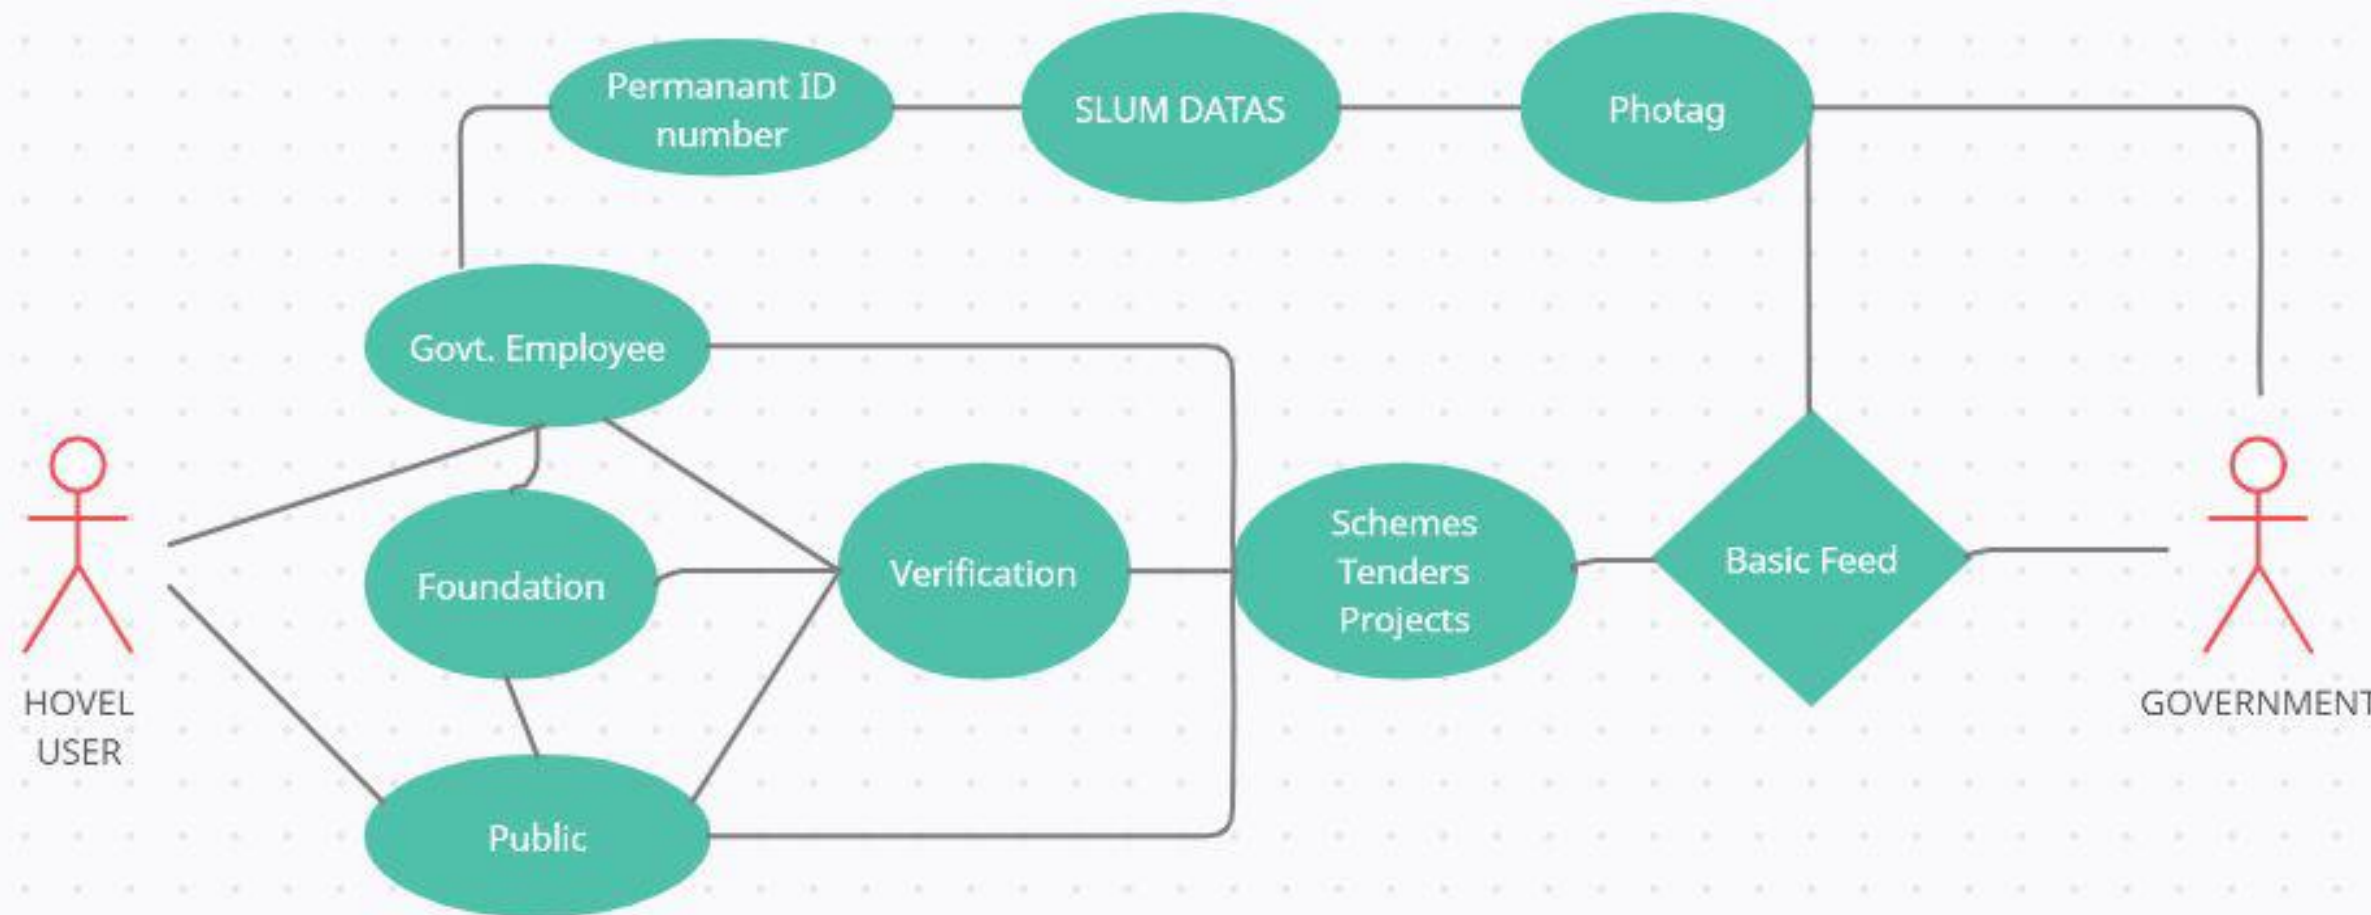 Permanant ID
number
SLUM DATAS
Photag
Govt. Employee
Foundation
Verification
Schemes
Tenders
Projects
Basic Feed
HOVEL
USER
GOVERNMENT
Public